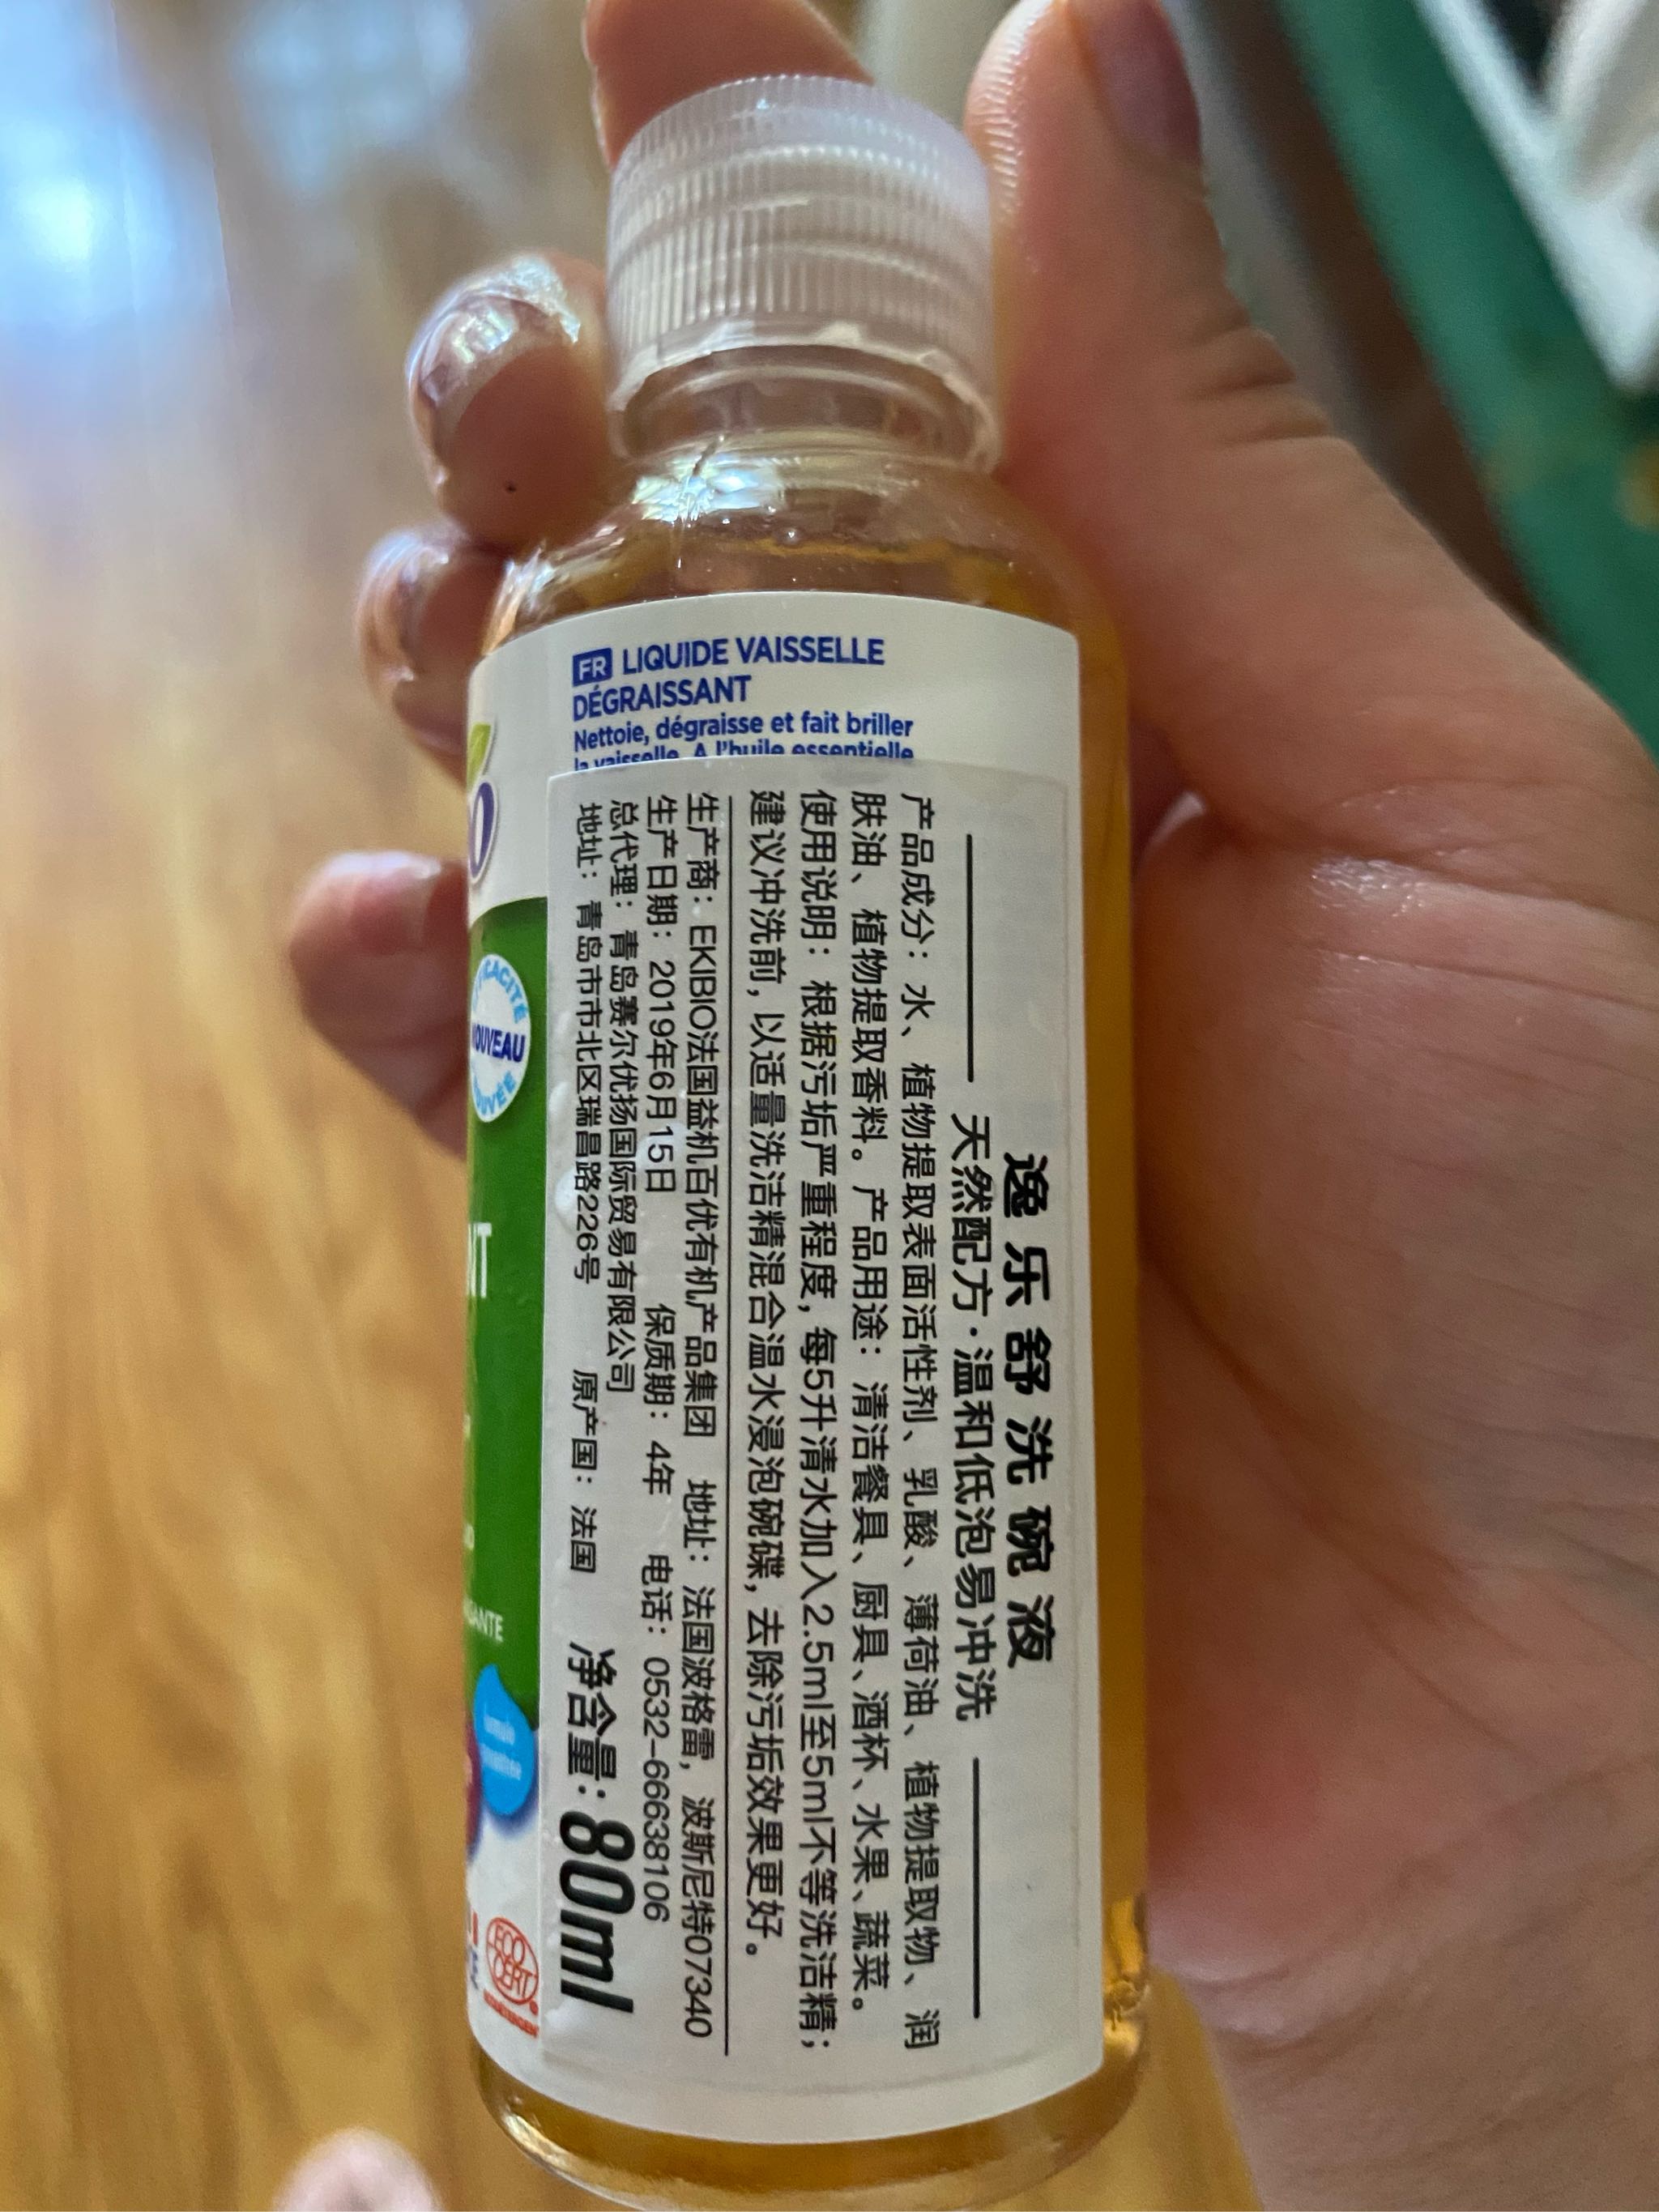 FR LIQUIDE VAISSELLE
DÉGRAISSANT
Nettoie, dégraisse et fait briller
la vaisselle. A l'huile essentielle
逸乐舒洗碗液
天然配方·温和低泡易冲洗
产品成分：水、植物提取表面活性剂、乳酸、薄荷油、植物提取物、润
肤油、植物提取香料。产品用途：清洁餐具、厨具、酒杯、水果、蔬菜。
使用说明：根据污垢严重程度，每5升清水加入2.5ml至5ml不等洗洁精；
建议冲洗前，以适量洗洁精混合温水浸泡碗碟，去除污垢效果更好。
生产商：EKIBIO法国益机百优有机产品集团 地址：法国波格雷，波斯尼特07340
生产日期：2019年6月15日 保质期：4年 电话：0532-66638106
总代理：青岛赛尔优扬国际贸易有限公司
地址：青岛市市北区瑞昌路226号 原产国：法国
净含量：80ml
NOUVEAU
NT
ECO
CERT